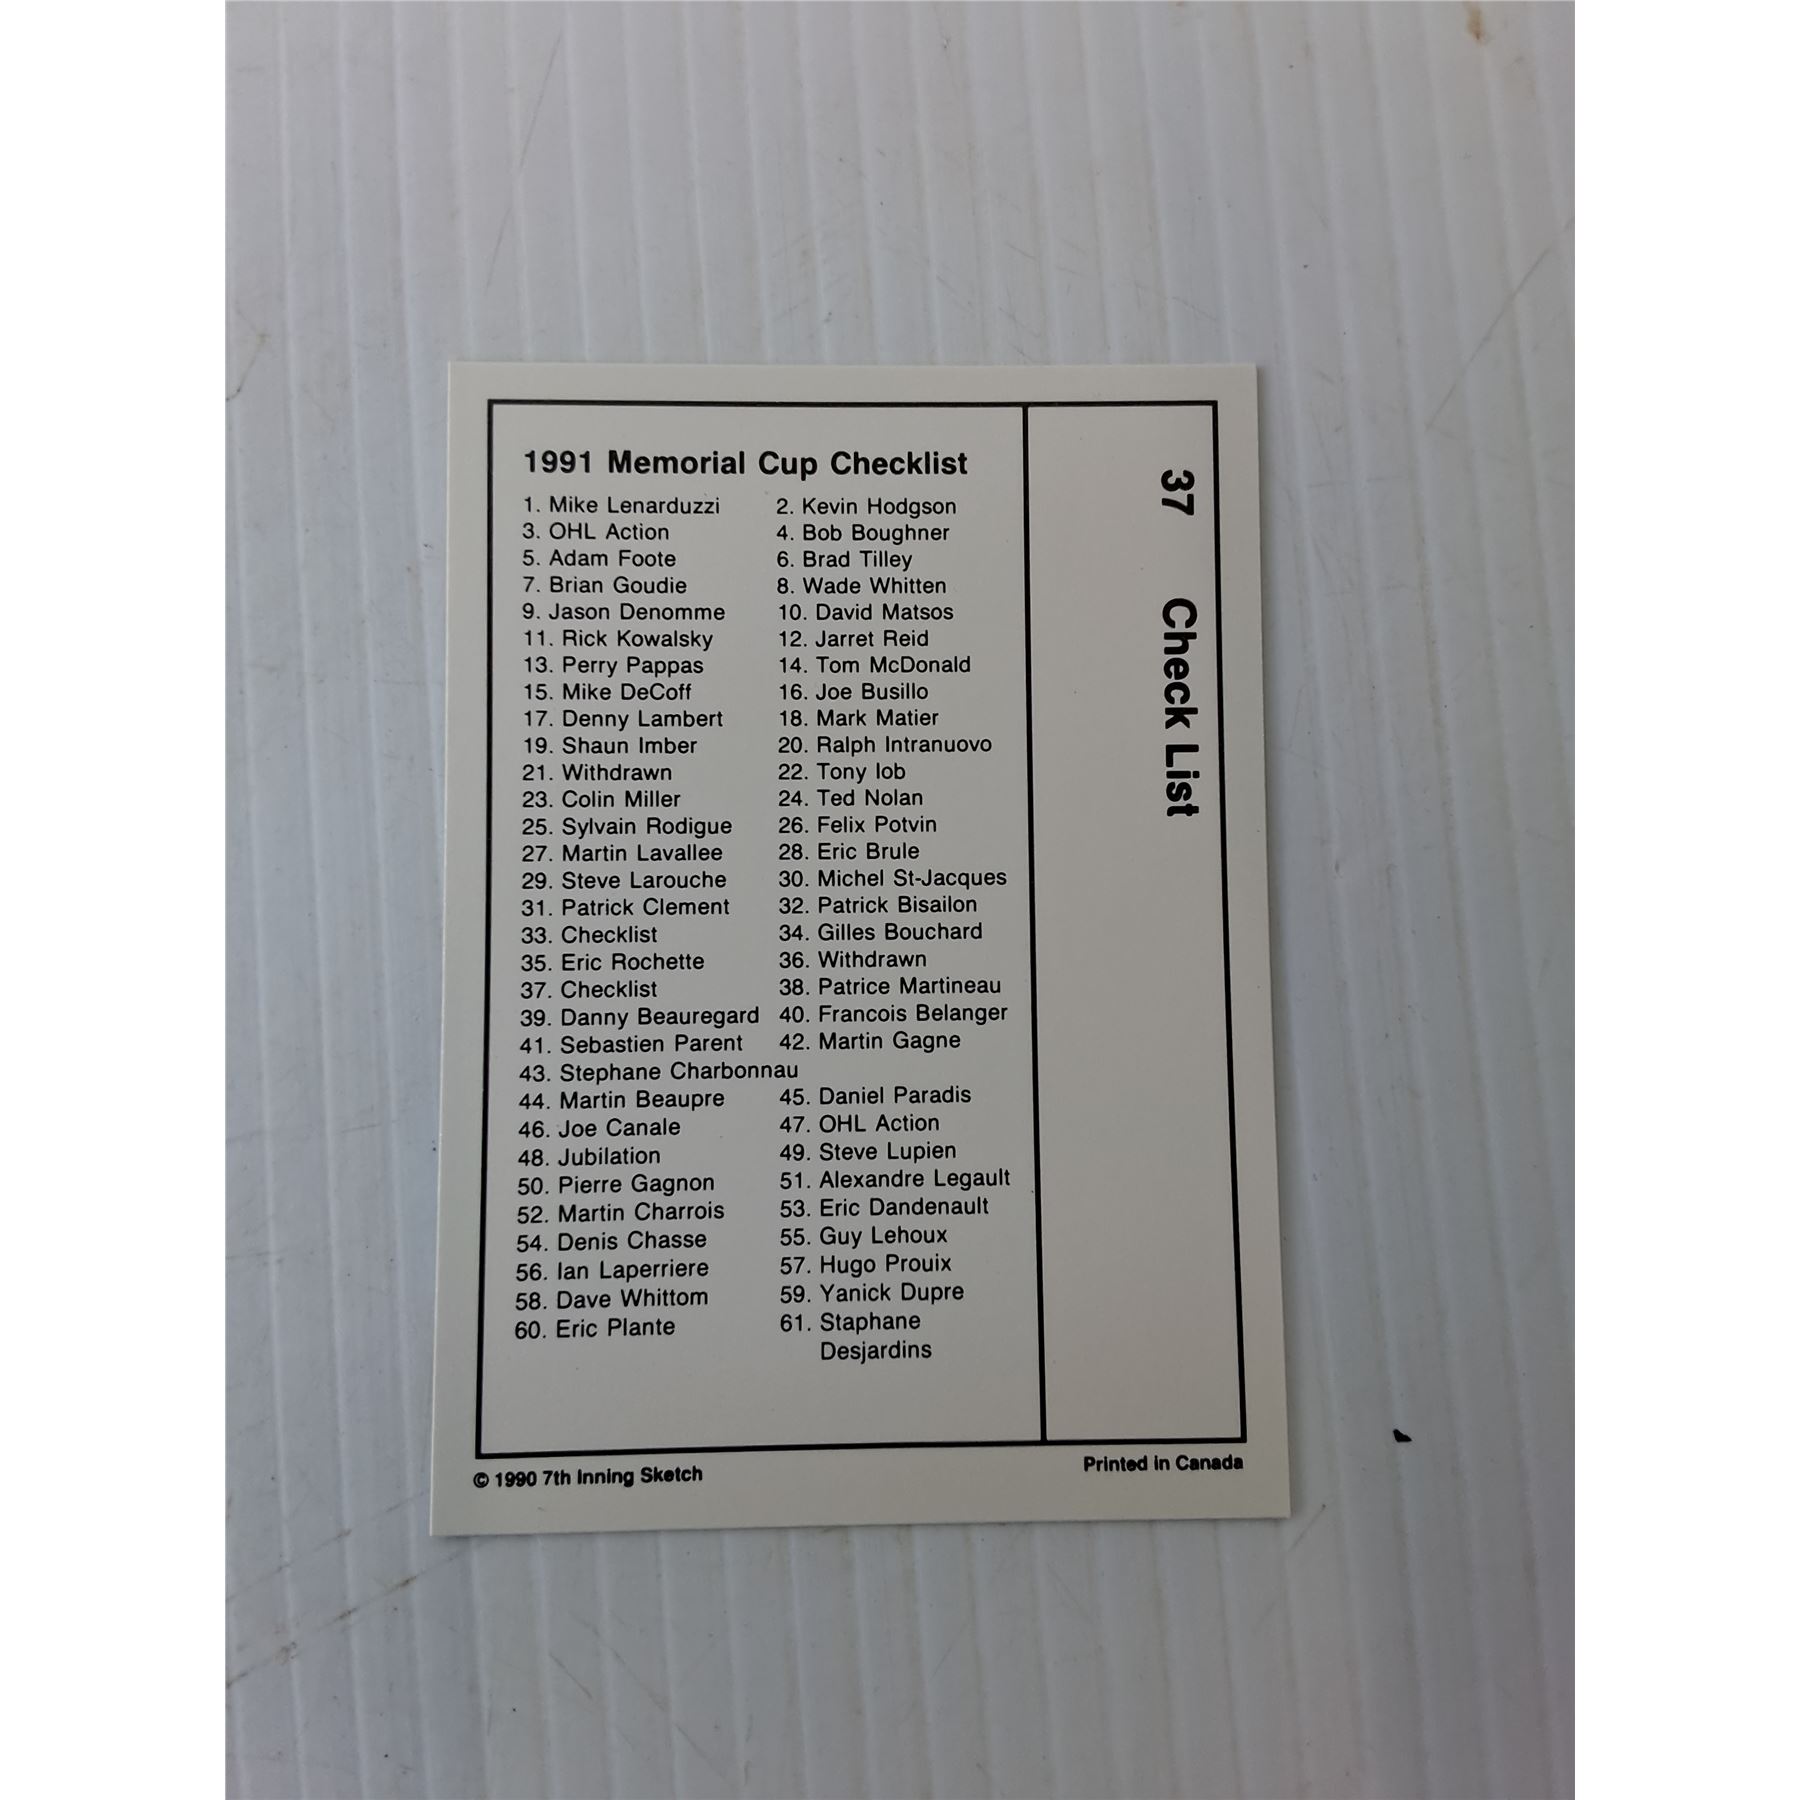 1991 Memorial Cup Checklist
1. Mike Lenarduzzi 2. Kevin Hodgson
3. OHL Action 4. Bob Boughner
5. Adam Foote 6. Brad Tilley
7. Brian Goudie 8. Wade Whitten
9. Jason Denomme 10. David Matsos
11. Rick Kowalsky 12. Jarret Reid
13. Perry Pappas 14. Tom McDonald
15. Mike DeCoff 16. Joe Busillo
17. Denny Lambert 18. Mark Matier
19. Shaun Imber 20. Ralph Intranuovo
21. Withdrawn 22. Tony Iob
23. Colin Miller 24. Ted Nolan
25. Sylvain Rodigue 26. Felix Potvin
27. Martin Lavallee 28. Eric Brule
29. Steve Larouche 30. Michel St-Jacques
31. Patrick Clement 32. Patrick Bisailon
33. Checklist 34. Gilles Bouchard
35. Eric Rochette 36. Withdrawn
37. Checklist 38. Patrice Martineau
39. Danny Beauregard 40. Francois Belanger
41. Sebastien Parent 42. Martin Gagne
43. Stephane Charbonnau
44. Martin Beaupre 45. Daniel Paradis
46. Joe Canale 47. OHL Action
48. Jubilation 49. Steve Lupien
50. Pierre Gagnon 51. Alexandre Legault
52. Martin Charrois 53. Eric Dandenault
54. Denis Chasse 55. Guy Lehoux
56. Ian Laperriere 57. Hugo Prouix
58. Dave Whittom 59. Yanick Dupre
60. Eric Plante 61. Staphane
Desjardins
37 Check List
© 1990 7th Inning Sketch
Printed in Canada